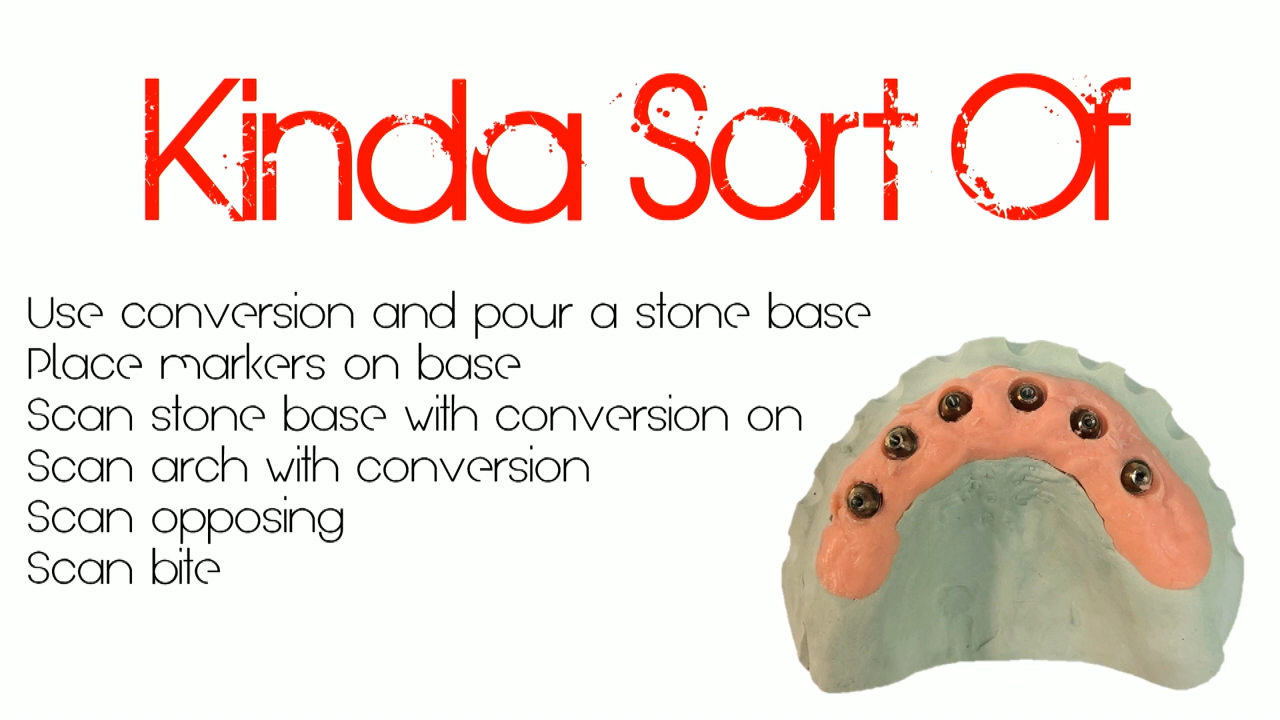 Kinda Sort Of
Use conversion and pour a stone base
Place markers on base
Scan stone base with conversion on
Scan arch with conversion
Scan opposing
Scan bite